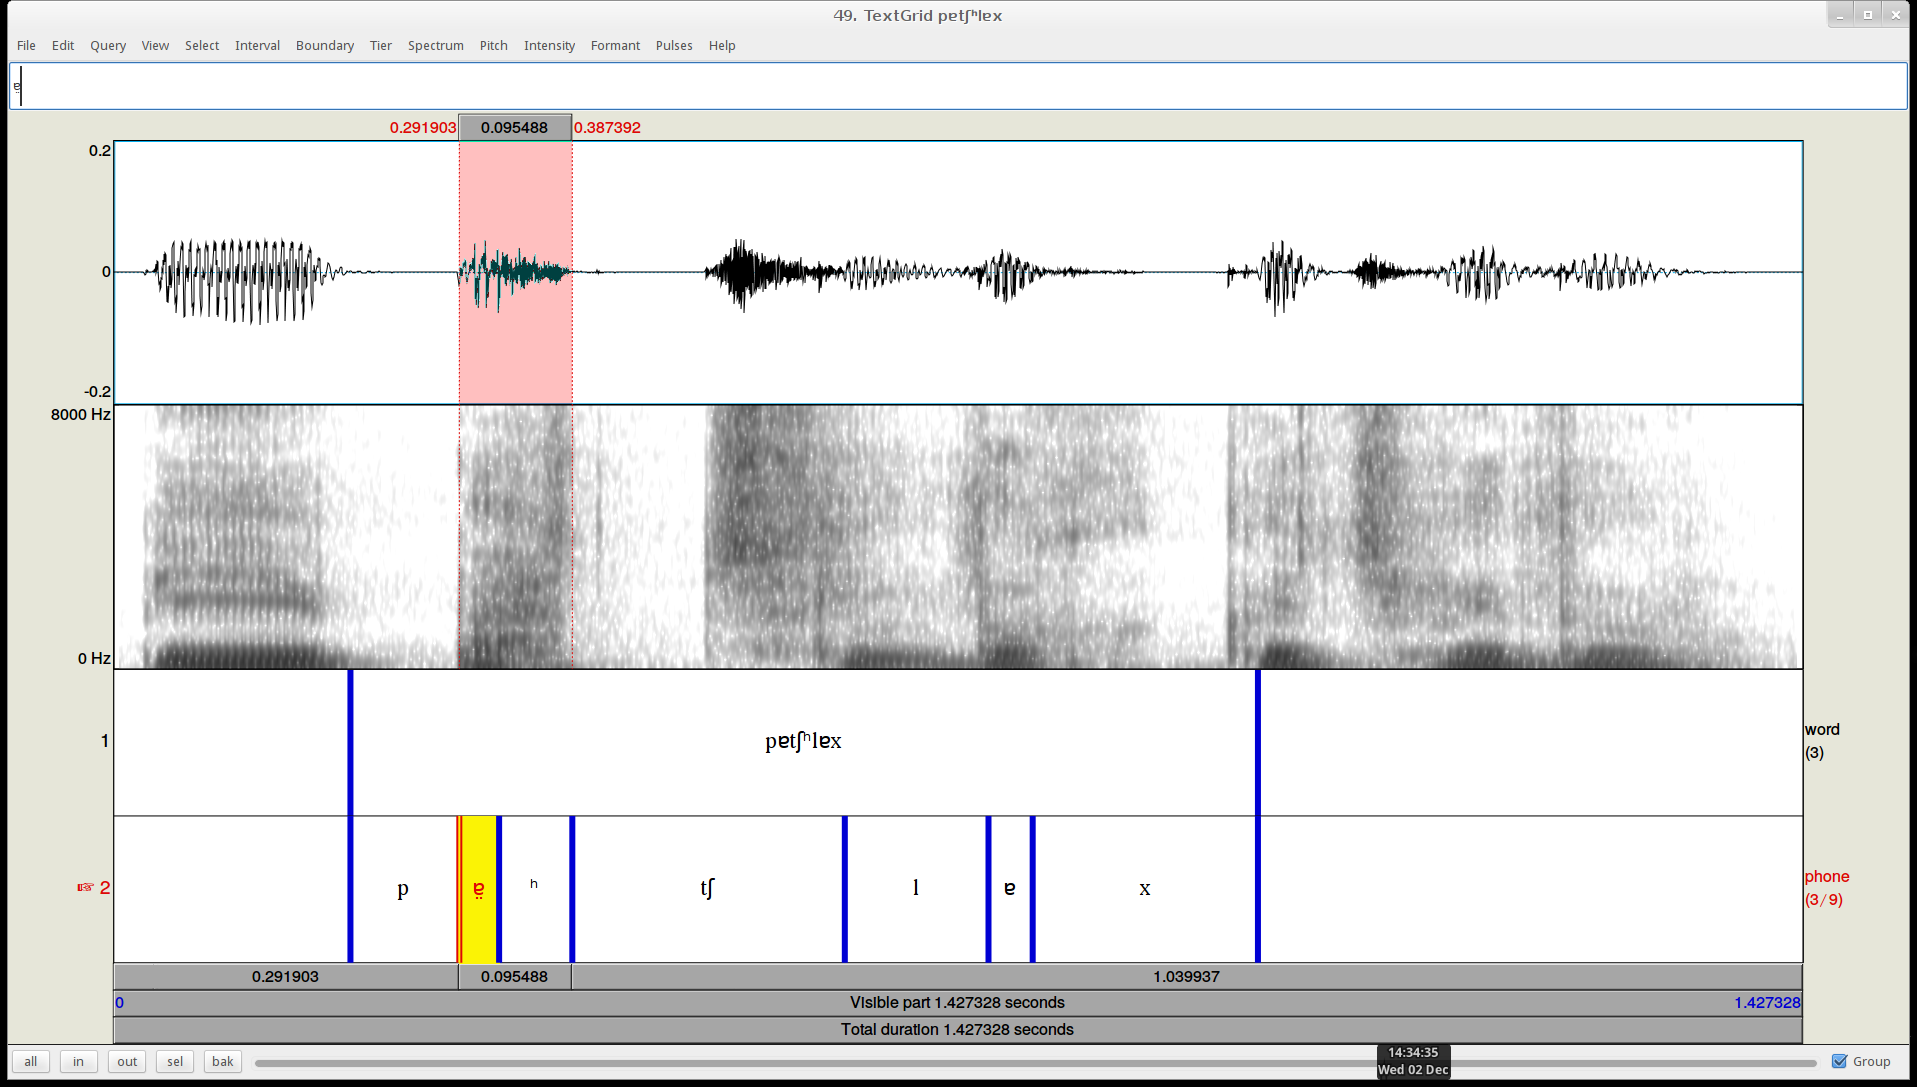 49. TextGrid pɐtʃʰlɐx
File Edit Query View Select Interval Boundary Tier Spectrum Pitch Intensity Formant Pulses Help
ɐ̤
0.291903 0.095488 0.387392
0.2
0
-0.2
8000 Hz
0 Hz
1 pɐtʃʰlɐx word
(3)
☞ 2 p ɐ̤ ʰ tʃ l ɐ x phone
(3/9)
0.291903 0.095488 1.039937
0 Visible part 1.427328 seconds 1.427328
Total duration 1.427328 seconds
all in out sel bak Group
14:34:35
Wed 02 Dec